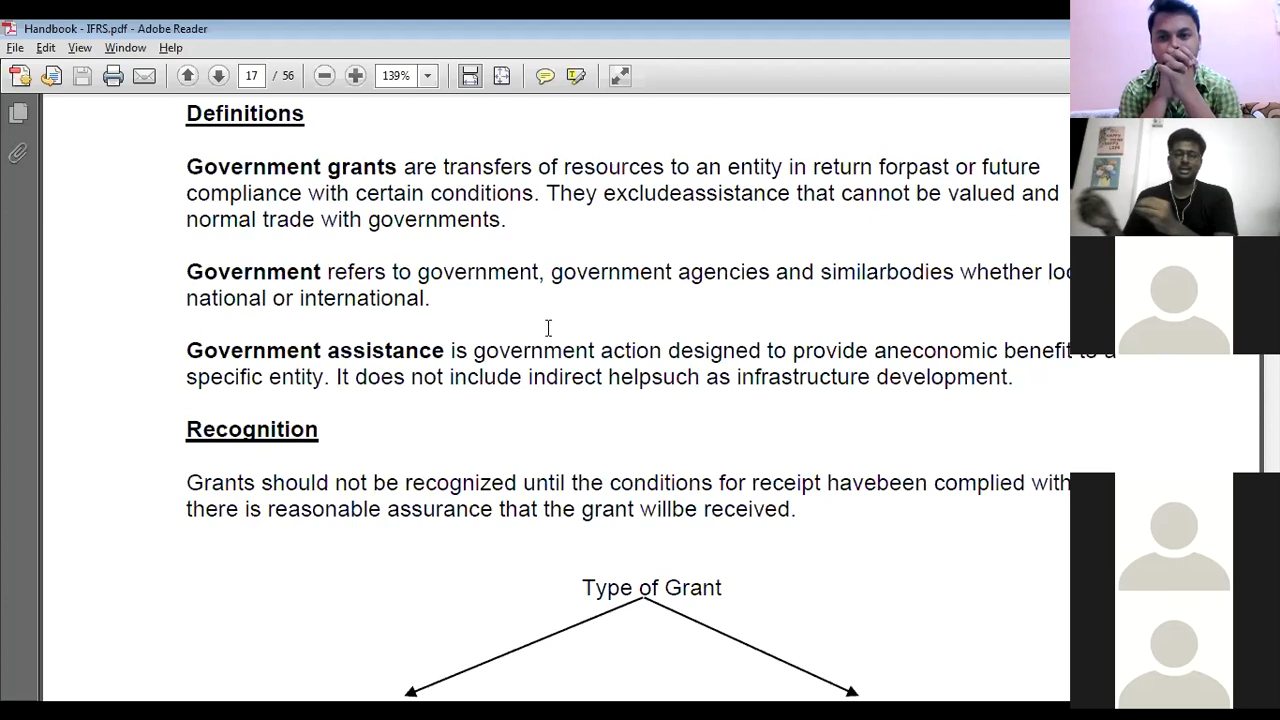 Handbook - IFRS.pdf - Adobe Reader
File Edit View Window Help
17 / 56 139%
Definitions
Government grants are transfers of resources to an entity in return forpast or future
compliance with certain conditions. They excludeassistance that cannot be valued and
normal trade with governments.
Government refers to government, government agencies and similarbodies whether
national or international.
Government assistance is government action designed to provide aneconomic benefit
specific entity. It does not include indirect helpsuch as infrastructure development.
Recognition
Grants should not be recognized until the conditions for receipt havebeen complied with
there is reasonable assurance that the grant willbe received.
Type of Grant